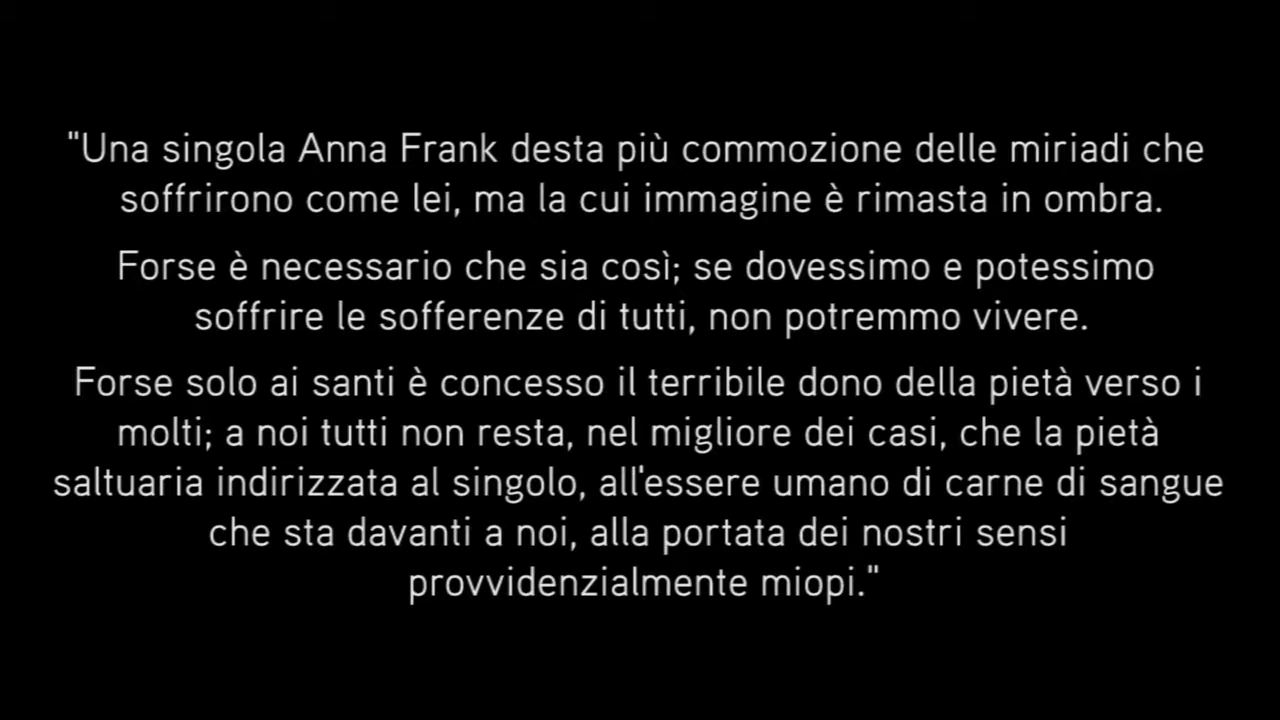 "Una singola Anna Frank desta più commozione delle miriadi che
soffrirono come lei, ma la cui immagine è rimasta in ombra.
Forse è necessario che sia così; se dovessimo e potessimo
soffrire le sofferenze di tutti, non potremmo vivere.
Forse solo ai santi è concesso il terribile dono della pietà verso i
molti; a noi tutti non resta, nel migliore dei casi, che la pietà
saltuaria indirizzata al singolo, all'essere umano di carne di sangue
che sta davanti a noi, alla portata dei nostri sensi
provvidenzialmente miopi."